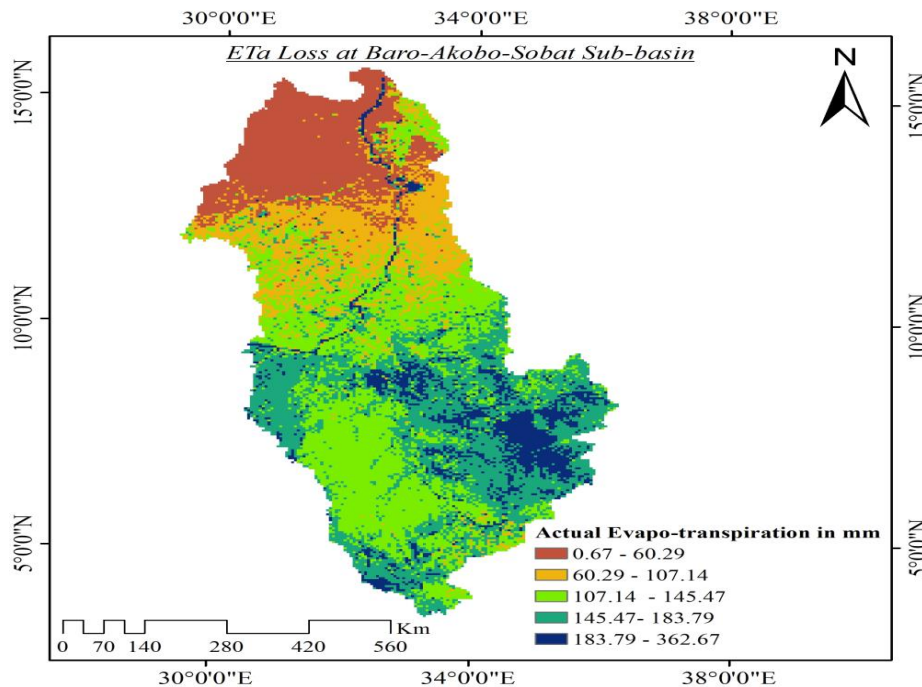 30°0'0"E 34°0'0"E 38°0'0"E
ETa Loss at Baro-Akobo-Sobat Sub-basin
N
15°0'0"N 15°0'0"N
10°0'0"N 10°0'0"N
5°0'0"N 5°0'0"N
Actual Evapo-transpiration in mm
0.67 - 60.29
60.29 - 107.14
107.14 - 145.47
145.47- 183.79
183.79 - 362.67
Km
0 70 140 280 420 560
30°0'0"E 34°0'0"E 38°0'0"E